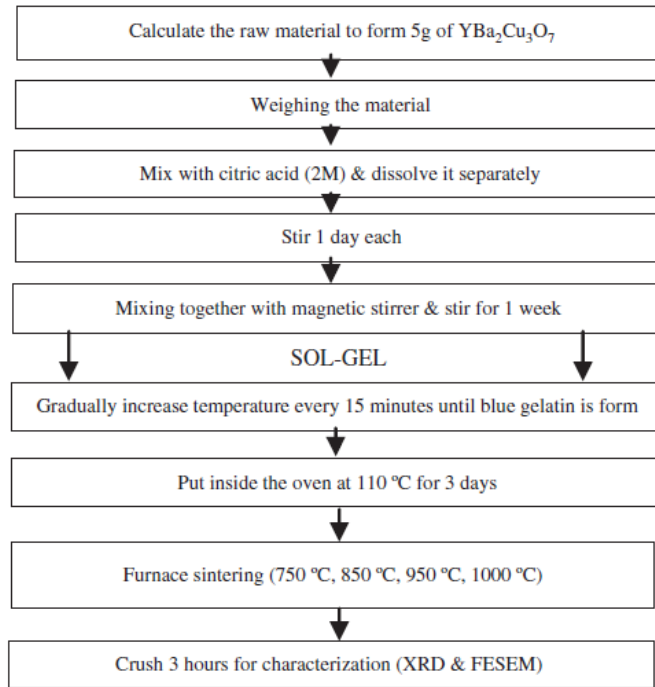 Calculate the raw material to form 5g of YBa₂Cu₃O₇
Weighing the material
Mix with citric acid (2M) & dissolve it separately
Stir 1 day each
Mixing together with magnetic stirrer & stir for 1 week
SOL-GEL
Gradually increase temperature every 15 minutes until blue gelatin is form
Put inside the oven at 110 ºC for 3 days
Furnace sintering (750 ºC, 850 ºC, 950 ºC, 1000 ºC)
Crush 3 hours for characterization (XRD & FESEM)